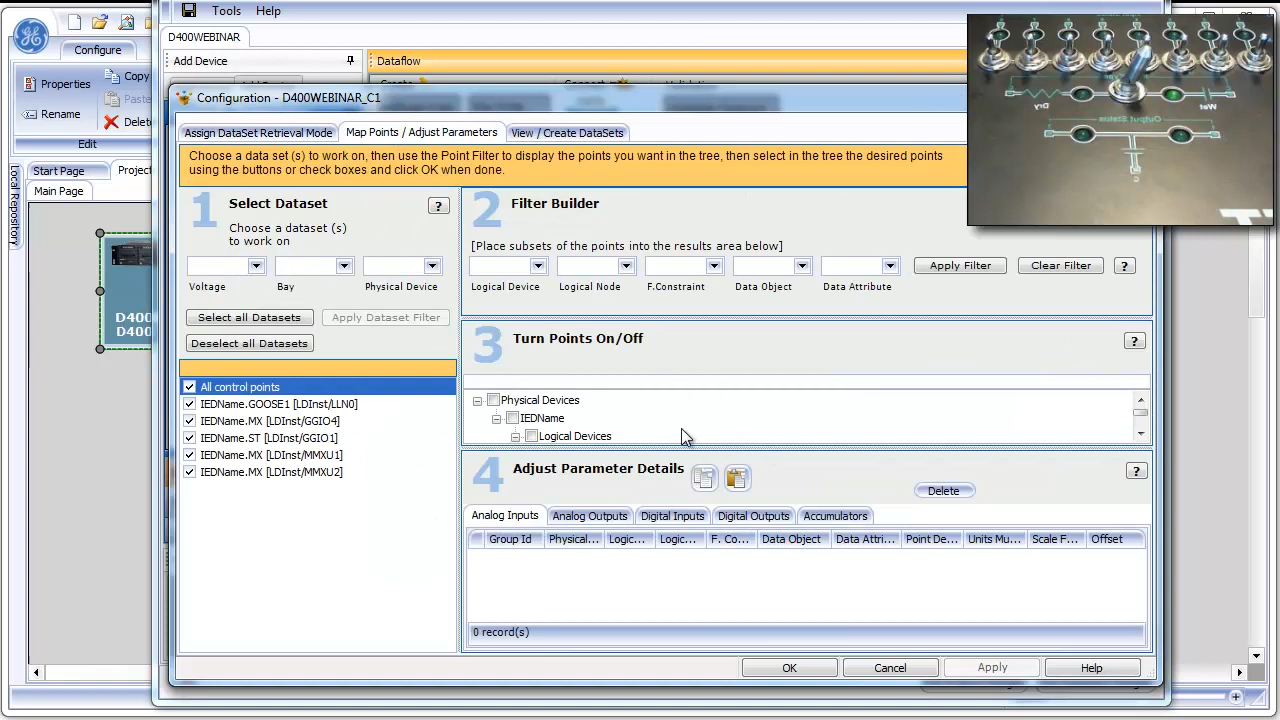 Tools Help
D400WEBINAR
Configure
Add Device
Dataflow
Properties
Copy
Paste
Rename
Delete
Edit
Configuration - D400WEBINAR_C1
Assign DataSet Retrieval Mode Map Points / Adjust Parameters View / Create DataSets
Choose a data set (s) to work on, then use the Point Filter to display the points you want in the tree, then select in the tree the desired points
using the buttons or check boxes and click OK when done.
Start Page
Main Page
Local Repository
1 Select Dataset ?
Choose a dataset (s)
to work on
Voltage Bay Physical Device
Select all Datasets Apply Dataset Filter
Deselect all Datasets
All control points
IEDName.GOOSE1 [LDInst/LLN0]
IEDName.MX [LDInst/GGIO4]
IEDName.ST [LDInst/GGIO1]
IEDName.MX [LDInst/MMXU1]
IEDName.MX [LDInst/MMXU2]
2 Filter Builder
[Place subsets of the points into the results area below]
Apply Filter Clear Filter ?
Logical Device Logical Node F.Constraint Data Object Data Attribute
3 Turn Points On/Off ?
Physical Devices
IEDName
Logical Devices
4 Adjust Parameter Details ?
Delete
Analog Inputs Analog Outputs Digital Inputs Digital Outputs Accumulators
Group Id Physical... Logic... Logic... F. Co... Data Object Data Attri... Point De... Units Mu... Scale F... Offset
0 record(s)
OK Cancel Apply Help
Dry
Wet
Output Status